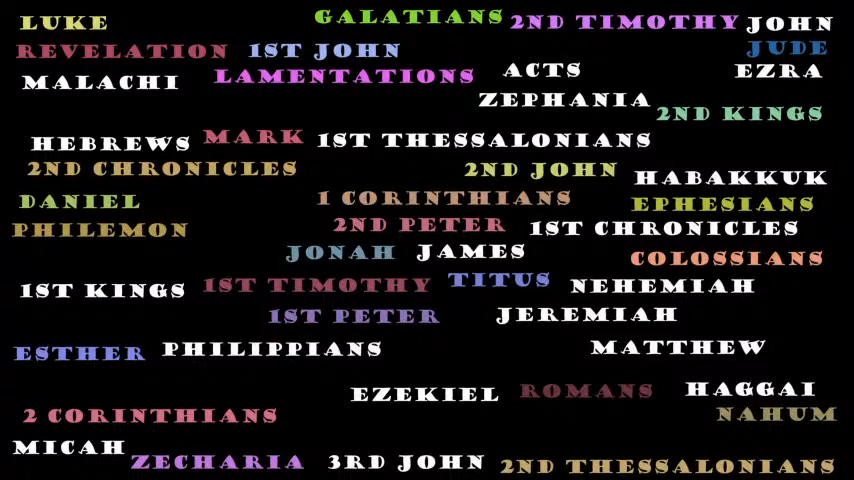 LUKE GALATIANS 2ND TIMOTHY JOHN
REVELATION 1ST JOHN JUDE
MALACHI LAMENTATIONS ACTS EZRA
ZEPHANIA 2ND KINGS
HEBREWS MARK 1ST THESSALONIANS
2ND CHRONICLES 2ND JOHN HABAKKUK
DANIEL 1 CORINTHIANS EPHESIANS
PHILEMON 2ND PETER 1ST CHRONICLES
JONAH JAMES COLOSSIANS
1ST KINGS 1ST TIMOTHY TITUS NEHEMIAH
1ST PETER JEREMIAH
ESTHER PHILIPPIANS MATTHEW
EZEKIEL ROMANS HAGGAI
2 CORINTHIANS NAHUM
MICAH ZECHARIA 3RD JOHN 2ND THESSALONIANS